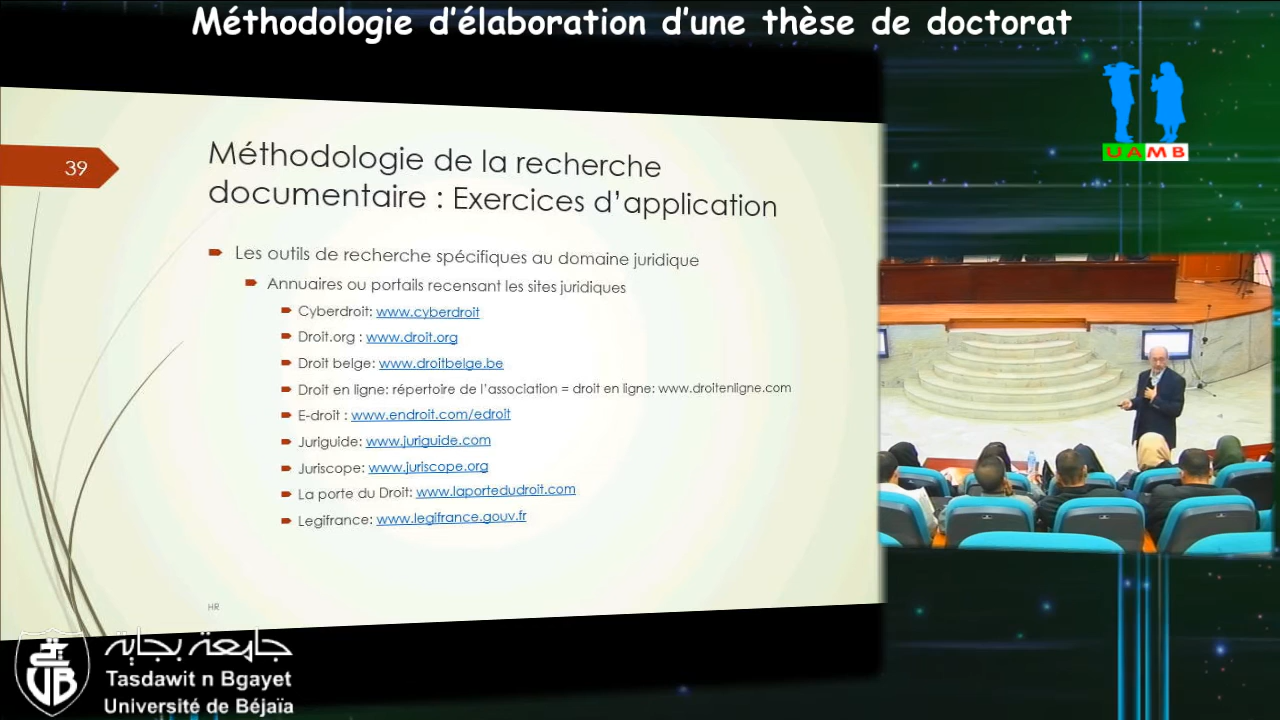 Méthodologie d'élaboration d'une thèse de doctorat
UAMB
39
Méthodologie de la recherche
documentaire : Exercices d'application
Les outils de recherche spécifiques au domaine juridique
Annuaires ou portails recensant les sites juridiques
Cyberdroit: www.cyberdroit
Droit.org : www.droit.org
Droit belge: www.droitbelge.be
Droit en ligne: répertoire de l'association = droit en ligne: www.droitenligne.com
E-droit : www.endroit.com/edroit
Juriguide: www.juriguide.com
Juriscope: www.juriscope.org
La porte du Droit: www.laportedudroit.com
Legifrance: www.legifrance.gouv.fr
HR
جامعة بجاية
Tasdawit n Bgayet
Université de Béjaïa